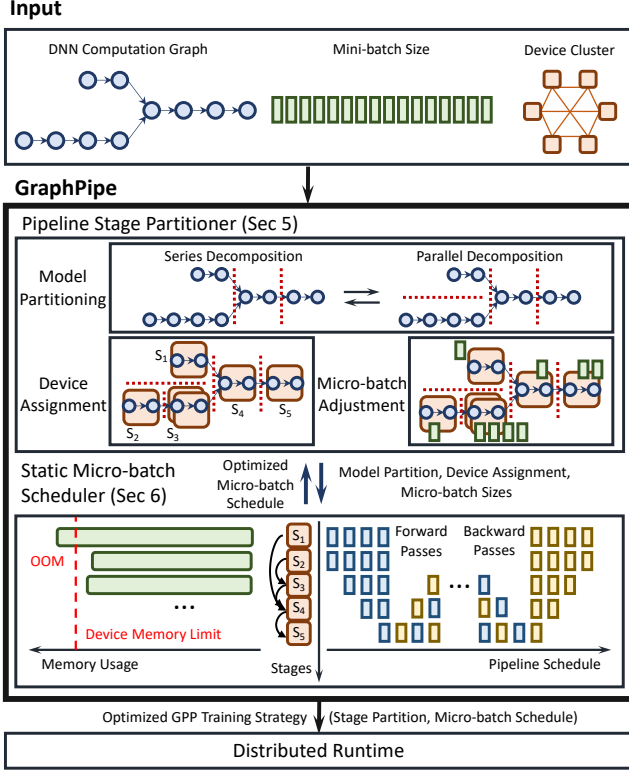 Input
DNN Computation Graph
Mini-batch Size
Device Cluster
GraphPipe
Pipeline Stage Partitioner (Sec 5)
Model
Partitioning
Series Decomposition
Parallel Decomposition
Device
Assignment
S1
S2
S3
S4
S5
Micro-batch
Adjustment
Static Micro-batch
Scheduler (Sec 6)
Optimized
Micro-batch
Schedule
Model Partition, Device Assignment,
Micro-batch Sizes
OOM
...
Device Memory Limit
Memory Usage
S1
S2
S3
S4
S5
Stages
Forward
Passes
Backward
Passes
...
Pipeline Schedule
Optimized GPP Training Strategy
(Stage Partition, Micro-batch Schedule)
Distributed Runtime